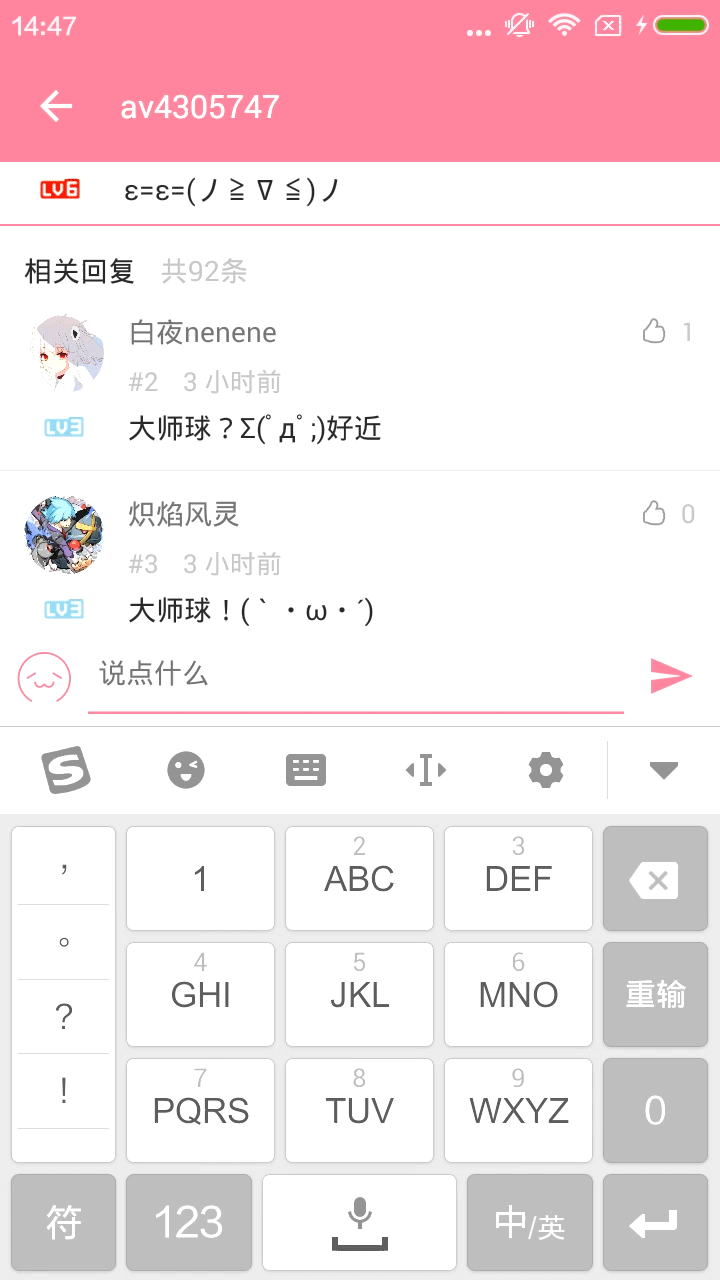 14:47
av4305747
LV6 ε=ε=(ノ≧∇≦)ノ
相关回复 共92条
白夜nenene 1
#2 3 小时前
LV3 大师球？Σ(ﾟдﾟ;)好近
炽焰风灵 0
#3 3 小时前
LV3 大师球！(｀・ω・´)
说点什么
S
， 1 2 ABC 3 DEF
。 4 GHI 5 JKL 6 MNO 重输
？
！ 7 PQRS 8 TUV 9 WXYZ 0
符 123 中/英